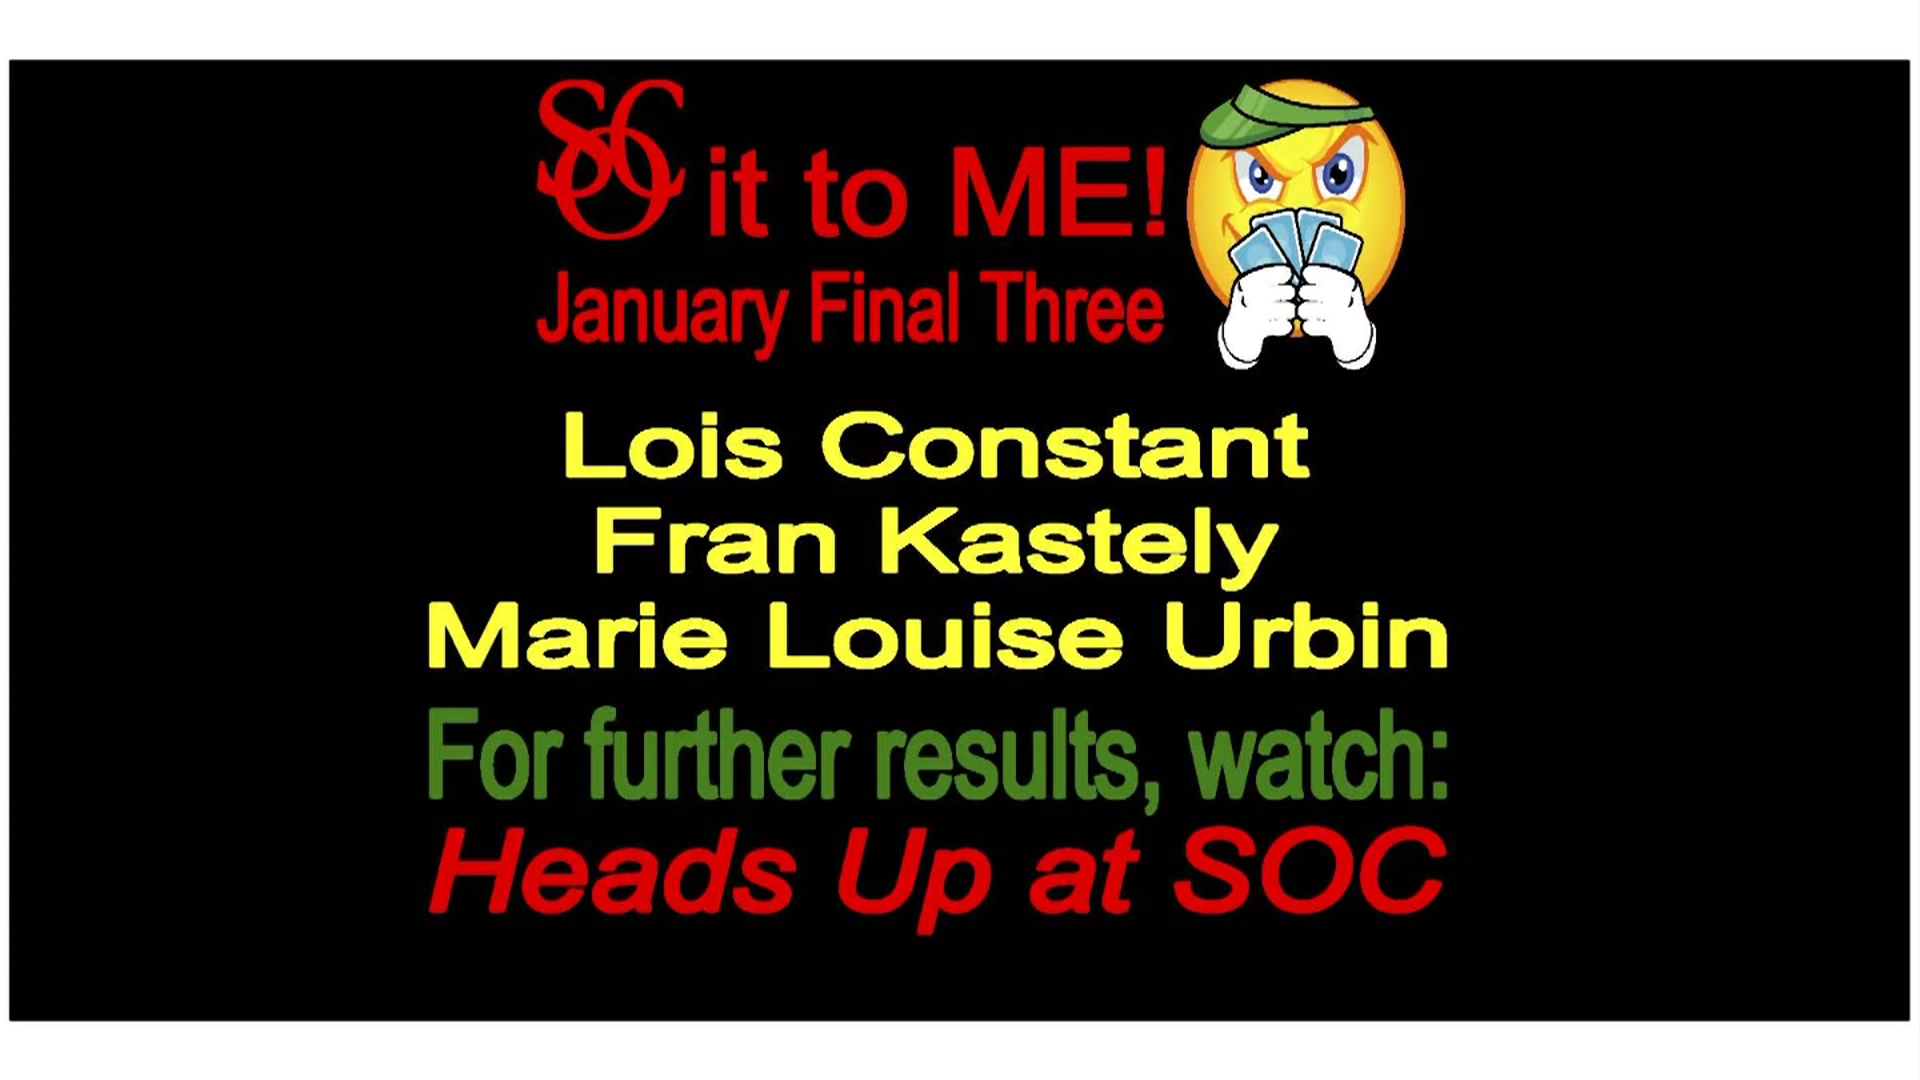 SOC it to ME!
January Final Three
Lois Constant
Fran Kastely
Marie Louise Urbin
For further results, watch:
Heads Up at SOC